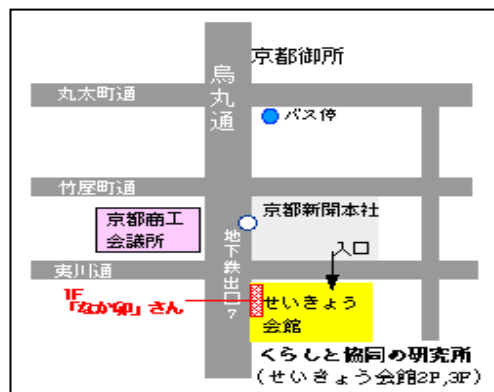 京都御所
烏丸通
丸太町通
バス停
竹屋町通
京都新聞本社
京都商工
会議所
地下鉄出口7
入口
夷川通
1F
「なか卯」さん
せいきょう
会館
くらしと協同の研究所
(せいきょう会館2F,3F)